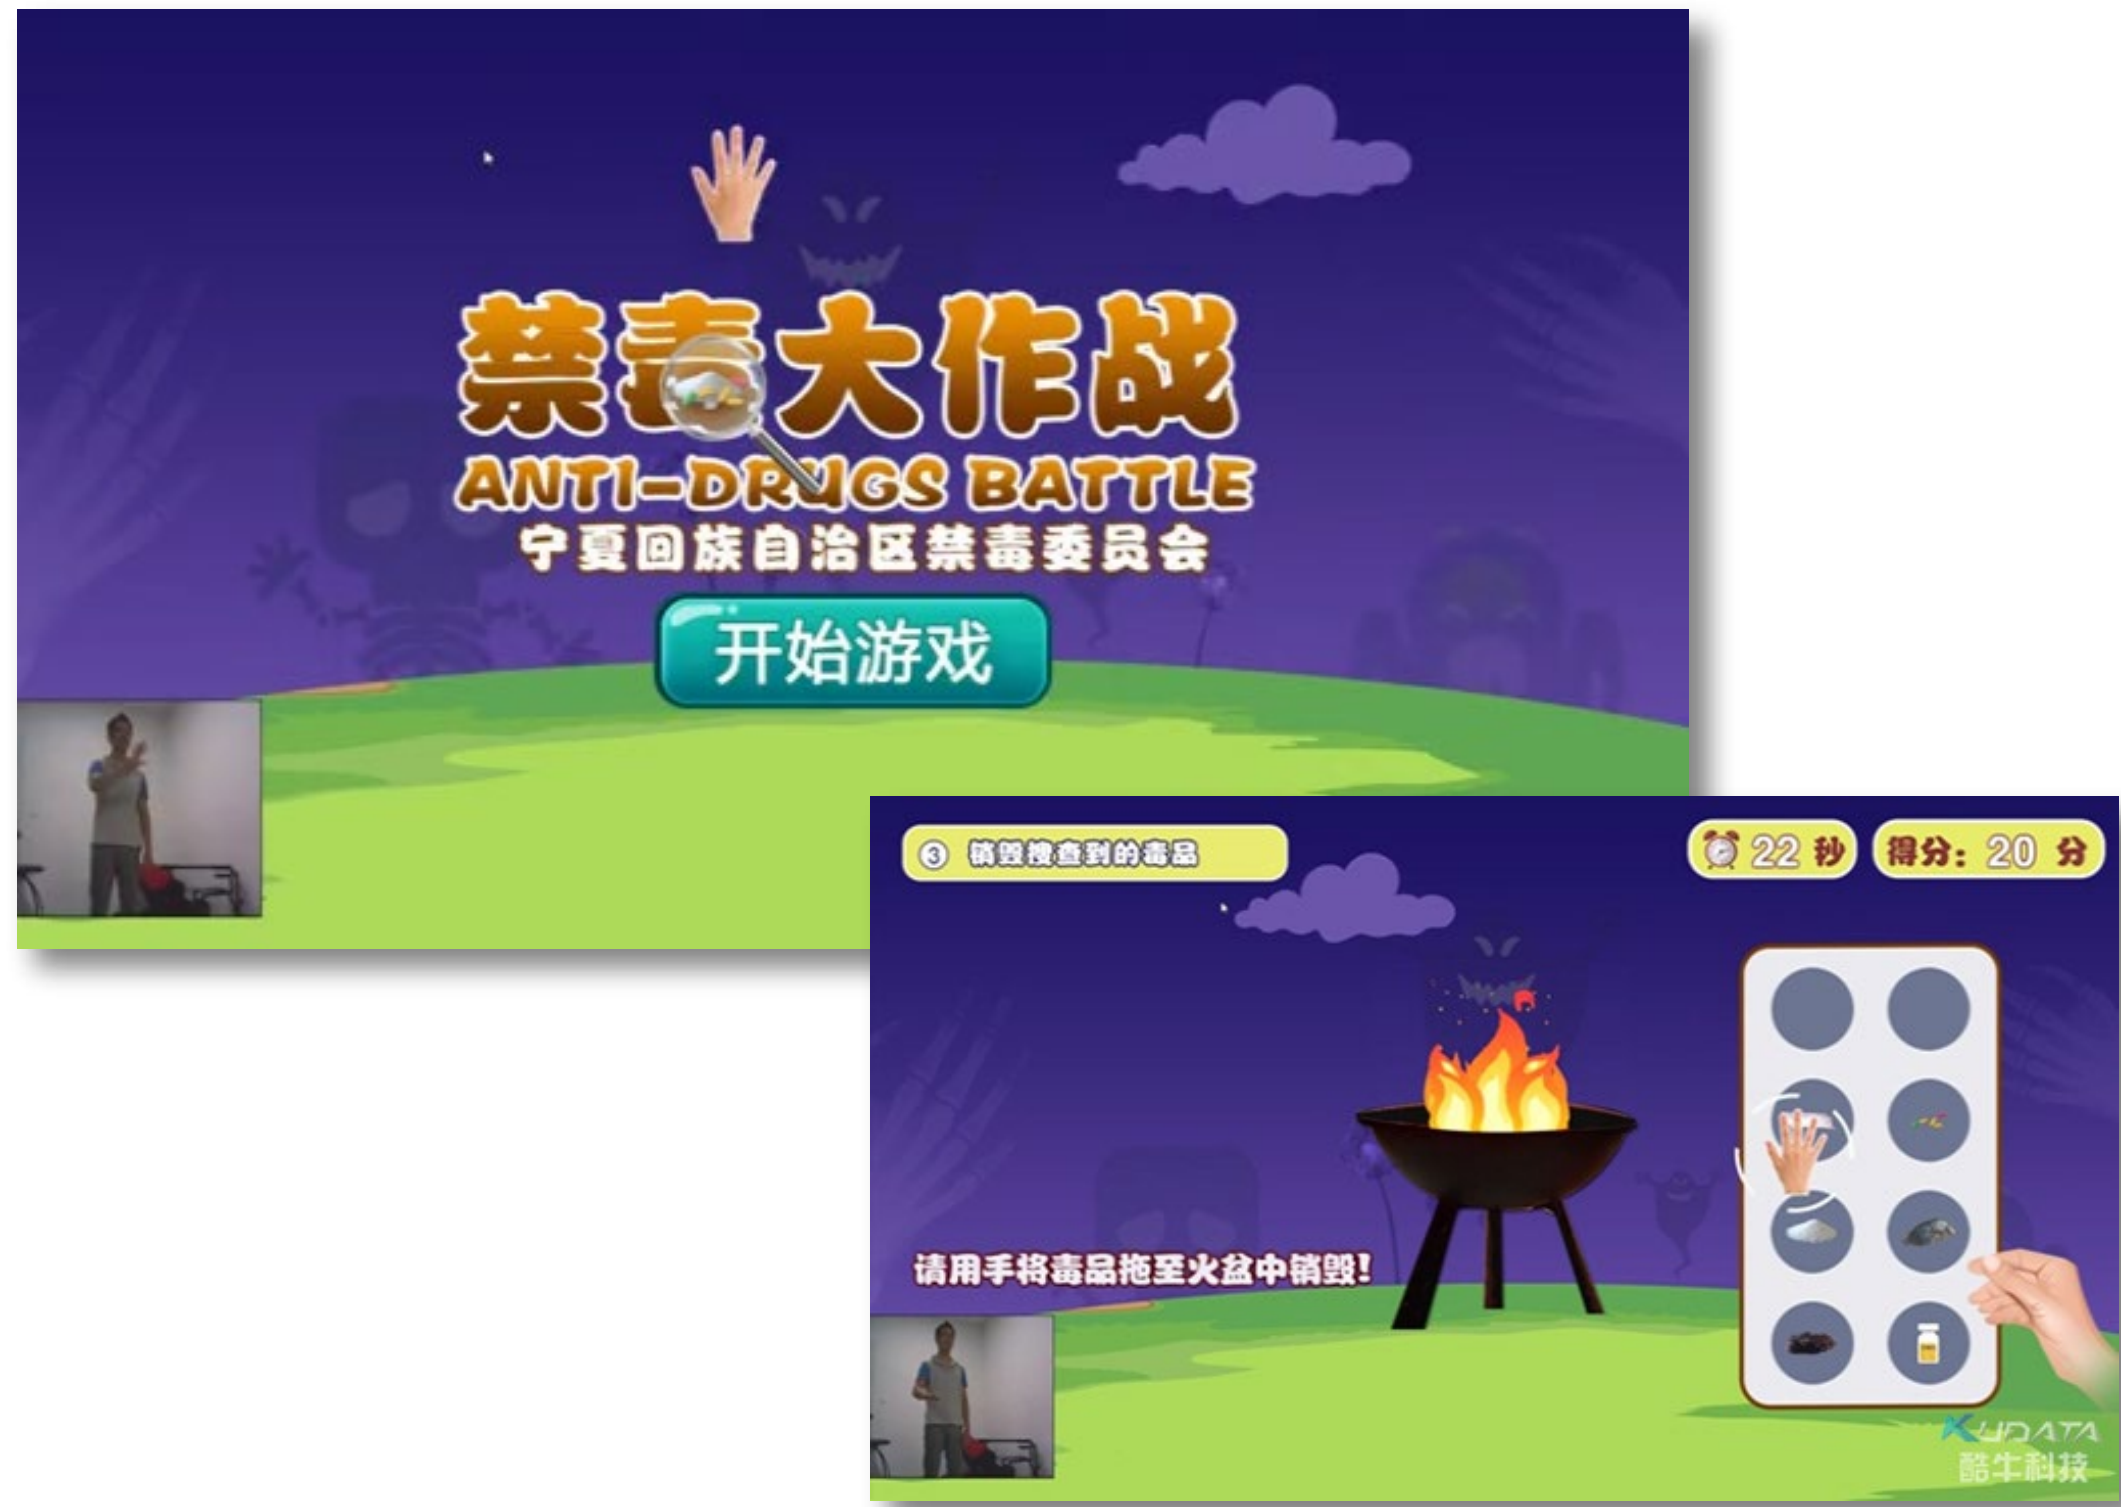 禁毒大作战
ANTI-DRUGS BATTLE
宁夏回族自治区禁毒委员会
开始游戏
③ 销毁搜查到的毒品
22 秒
得分: 20 分
请用手将毒品拖至火盆中销毁!
KUDATA
酷牛科技